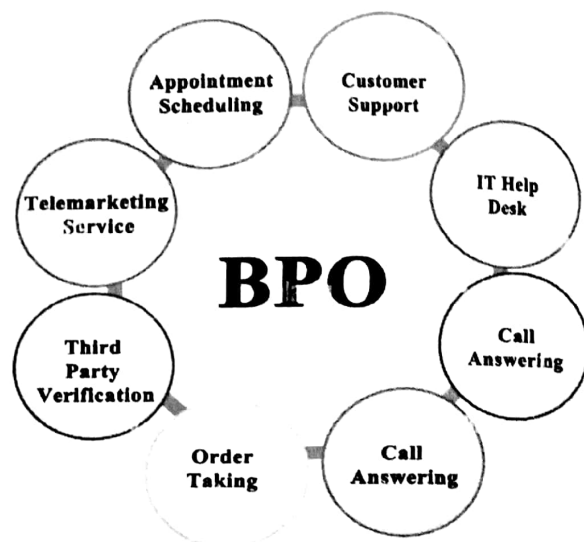 Appointment
Scheduling
Customer
Support
IT Help
Desk
Telemarketing
Service
BPO
Call
Answering
Third
Party
Verification
Order
Taking
Call
Answering